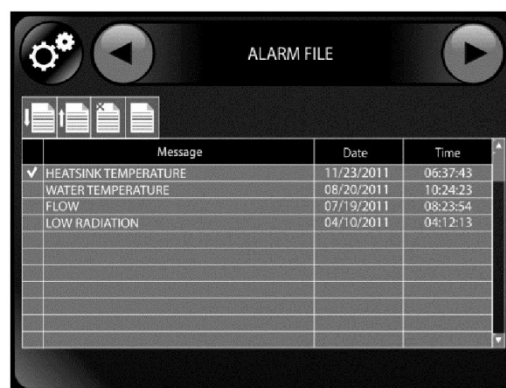 ALARM FILE
Message Date Time
HEATSINK TEMPERATURE 11/23/2011 06:37:43
WATER TEMPERATURE 08/20/2011 10:24:23
FLOW 07/19/2011 08:23:54
LOW RADIATION 04/10/2011 04:12:13